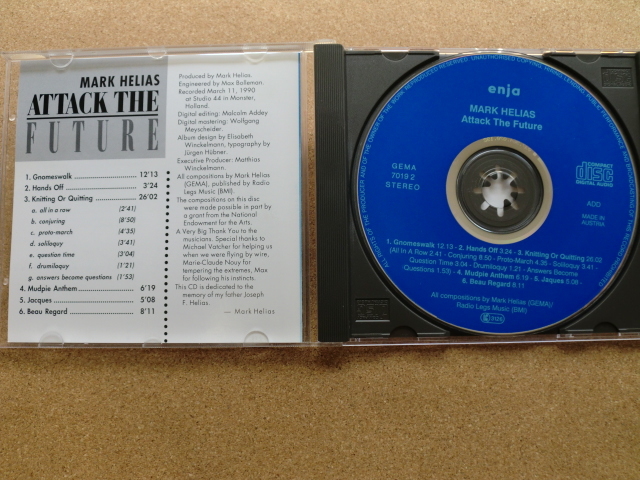 MARK HELIAS
ATTACK THE
FUTURE
1. Gnomeswalk 12'13
2. Hands Off 3'24
3. Knitting Or Quitting 26'02
a. all in a row (2'41)
b. conjuring (8'50)
c. proto-march (4'35)
d. soliloquy (3'41)
e. question time (3'04)
f. drumiloquy (1'21)
g. answers become questions (1'53)
4. Mudpie Anthem 6'19
5. Jacques 5'08
6. Beau Regard 8'11
Produced by Mark Helias.
Engineered by Max Bolleman.
Recorded March 11, 1990
at Studio 44 in Monster,
Holland.
Digital editing: Malcolm Addey
Digital mastering: Wolfgang
Meyscheider.
Album design by Elisabeth
Winckelmann, typography by
Jürgen Hübner.
Executive Producer: Matthias
Winckelmann.
All compositions by Mark Helias
(GEMA), published by Radio
Legs Music (BMI).
The compositions on this disc
were made possible in part by
a grant from the National
Endowment for the Arts.
A Very Big Thank You to the
musicians. Special thanks to
Michael Vatcher for helping us
when we were flying by wire,
Marie-Claude Nouy for
tempering the extremes, Max
for following his instincts.
This CD is dedicated to the
memory of my father Joseph
F. Helias.
— Mark Helias
enja
MARK HELIAS
Attack The Future
GEMA
7019 2
STEREO
COMPACT
disc
DIGITAL AUDIO
ADD
MADE IN
AUSTRIA
1. Gnomeswalk 12.13 - 2. Hands Off 3.24 - 3. Knitting Or Quitting 26.02
(All In A Row 2.41 - Conjuring 8.50 - Proto-March 4.35 - Soliloquy 3.41 -
Question Time 3.04 - Drumiloquy 1.21 - Answers Become
Questions 1.53) - 4. Mudpie Anthem 6.19 - 5. Jaques 5.08 -
6. Beau Regard 8.11
All compositions by Mark Helias (GEMA)/
Radio Legs Music (BMI)